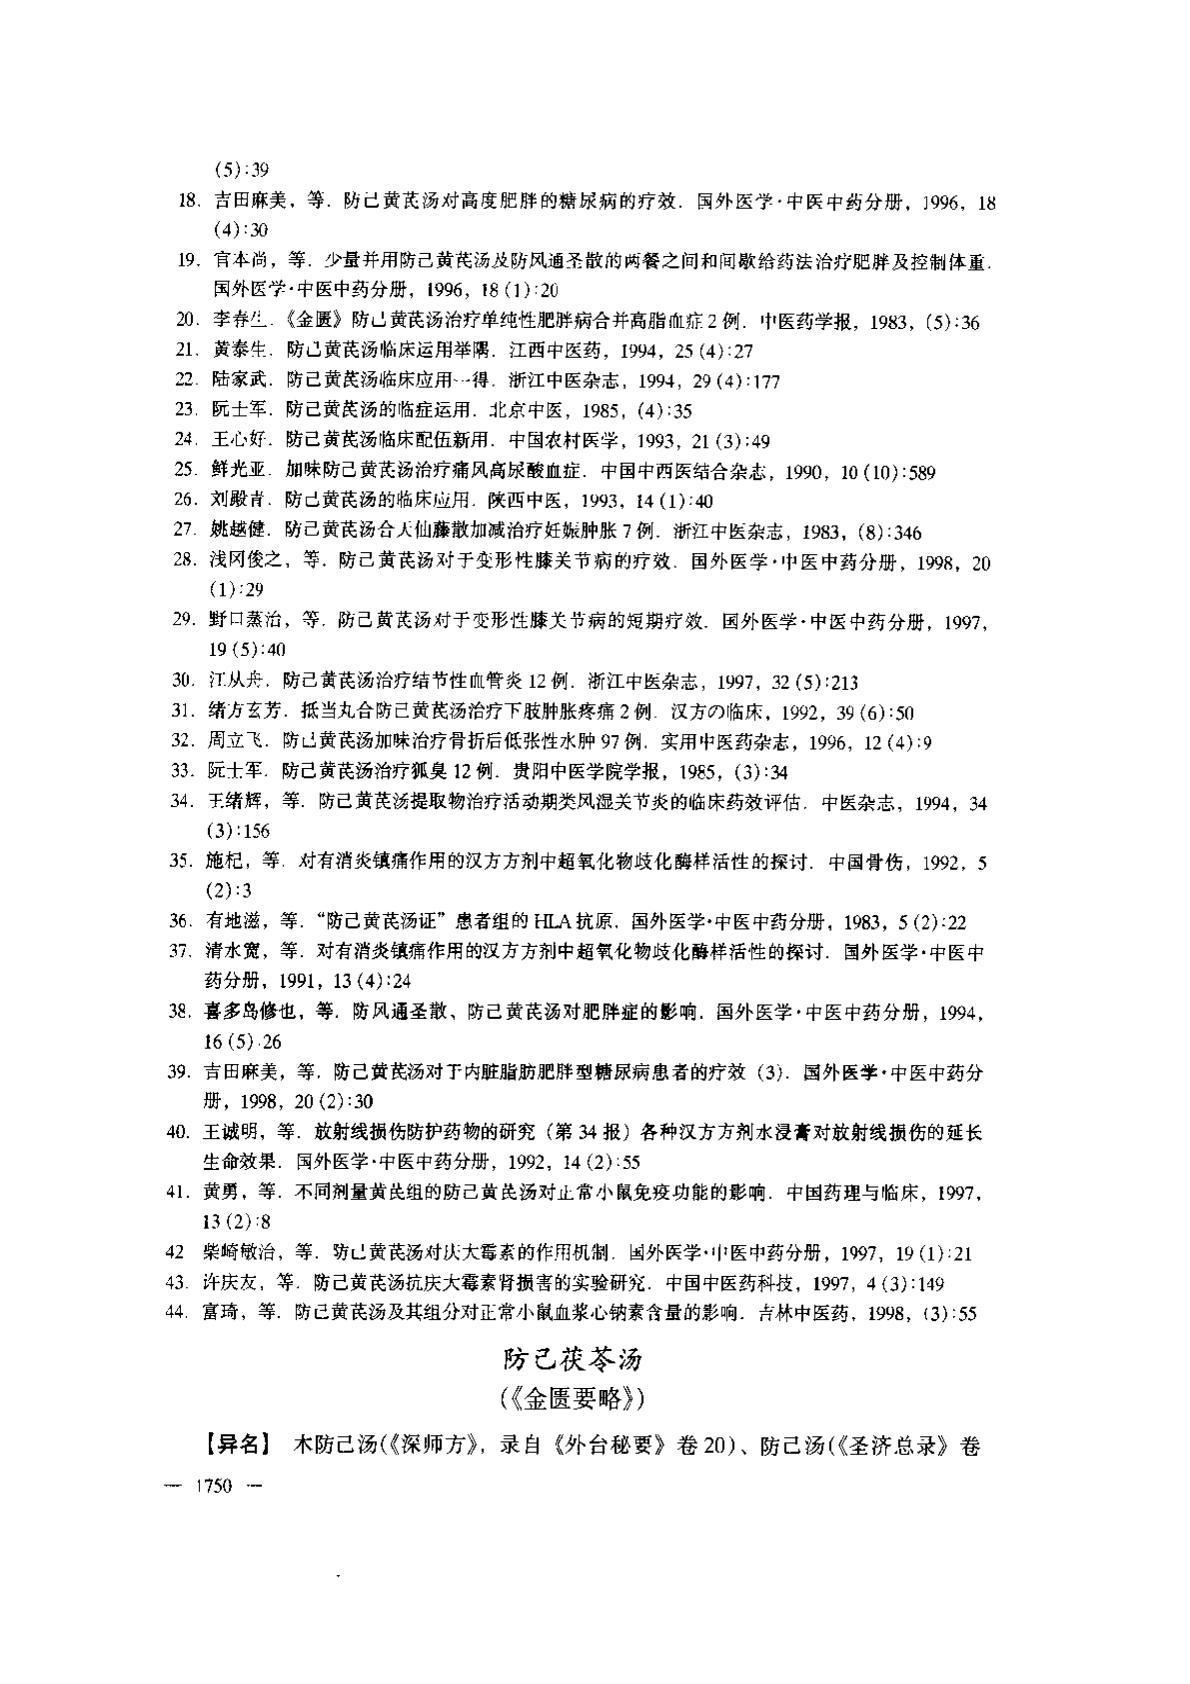 (5):39
18. 吉田麻美，等．防己黄芪汤对高度肥胖的糖尿病的疗效．国外医学·中医中药分册，1996，18
(4):30
19. 官本尚，等．少量并用防己黄芪汤及防风通圣散的两餐之间和间歇给药法治疗肥胖及控制体重．
国外医学·中医中药分册，1996，18 (1):20
20. 李春生．《金匮》防己黄芪汤治疗单纯性肥胖病合并高脂血症 2 例．中医药学报，1983，(5):36
21. 黄泰生．防己黄芪汤临床运用举隅．江西中医药，1994，25 (4):27
22. 陆家武．防己黄芪汤临床应用一得．浙江中医杂志，1994，29 (4):177
23. 阮士军．防己黄芪汤的临症运用．北京中医，1985，(4):35
24. 王心好．防己黄芪汤临床配伍新用．中国农村医学，1993，21 (3):49
25. 鲜光亚．加味防己黄芪汤治疗痛风高尿酸血症．中国中西医结合杂志，1990，10 (10):589
26. 刘殿青．防己黄芪汤的临床应用．陕西中医，1993，14 (1):40
27. 姚越健．防己黄芪汤合天仙藤散加减治疗妊娠肿胀 7 例．浙江中医杂志，1983，(8):346
28. 浅冈俊之，等．防己黄芪汤对于变形性膝关节病的疗效．国外医学·中医中药分册，1998，20
(1):29
29. 野口蒸治，等．防己黄芪汤对于变形性膝关节病的短期疗效．国外医学·中医中药分册，1997，
19 (5):40
30. 江从舟．防己黄芪汤治疗结节性血管炎 12 例．浙江中医杂志，1997，32 (5):213
31. 绪方玄芳．抵当丸合防己黄芪汤治疗下肢肿胀疼痛 2 例．汉方の临床，1992，39 (6):50
32. 周立飞．防己黄芪汤加味治疗骨折后低张性水肿 97 例．实用中医药杂志，1996，12 (4):9
33. 阮士军．防己黄芪汤治疗狐臭 12 例．贵阳中医学院学报，1985，(3):34
34. 王绪辉，等．防己黄芪汤提取物治疗活动期类风湿关节炎的临床药效评估．中医杂志，1994，34
(3):156
35. 施杞，等．对有消炎镇痛作用的汉方方剂中超氧化物歧化酶样活性的探讨．中国骨伤，1992，5
(2):3
36. 有地滋，等．“防己黄芪汤证”患者组的 HLA 抗原．国外医学·中医中药分册，1983，5 (2):22
37. 清水宽，等．对有消炎镇痛作用的汉方方剂中超氧化物歧化酶样活性的探讨．国外医学·中医中
药分册，1991，13 (4):24
38. 喜多岛修也，等．防风通圣散、防己黄芪汤对肥胖症的影响．国外医学·中医中药分册，1994，
16 (5).26
39. 吉田麻美，等．防己黄芪汤对于内脏脂肪肥胖型糖尿病患者的疗效（3）．国外医学·中医中药分
册，1998，20 (2):30
40. 王诚明，等．放射线损伤防护药物的研究（第 34 报）各种汉方方剂水浸膏对放射线损伤的延长
生命效果．国外医学·中医中药分册，1992，14 (2):55
41. 黄勇，等．不同剂量黄芪组的防己黄芪汤对正常小鼠免疫功能的影响．中国药理与临床，1997，
13 (2):8
42 柴崎敏治，等．防己黄芪汤对庆大霉素的作用机制．国外医学·中医中药分册，1997，19 (1):21
43. 许庆友，等．防己黄芪汤抗庆大霉素肾损害的实验研究．中国中医药科技，1997，4 (3):149
44. 富琦，等．防己黄芪汤及其组分对正常小鼠血浆心钠素含量的影响．吉林中医药，1998，(3):55
防己茯苓汤
(《金匮要略》)
【异名】 木防己汤(《深师方》，录自《外台秘要》卷 20)、防己汤(《圣济总录》卷
— 1750 —